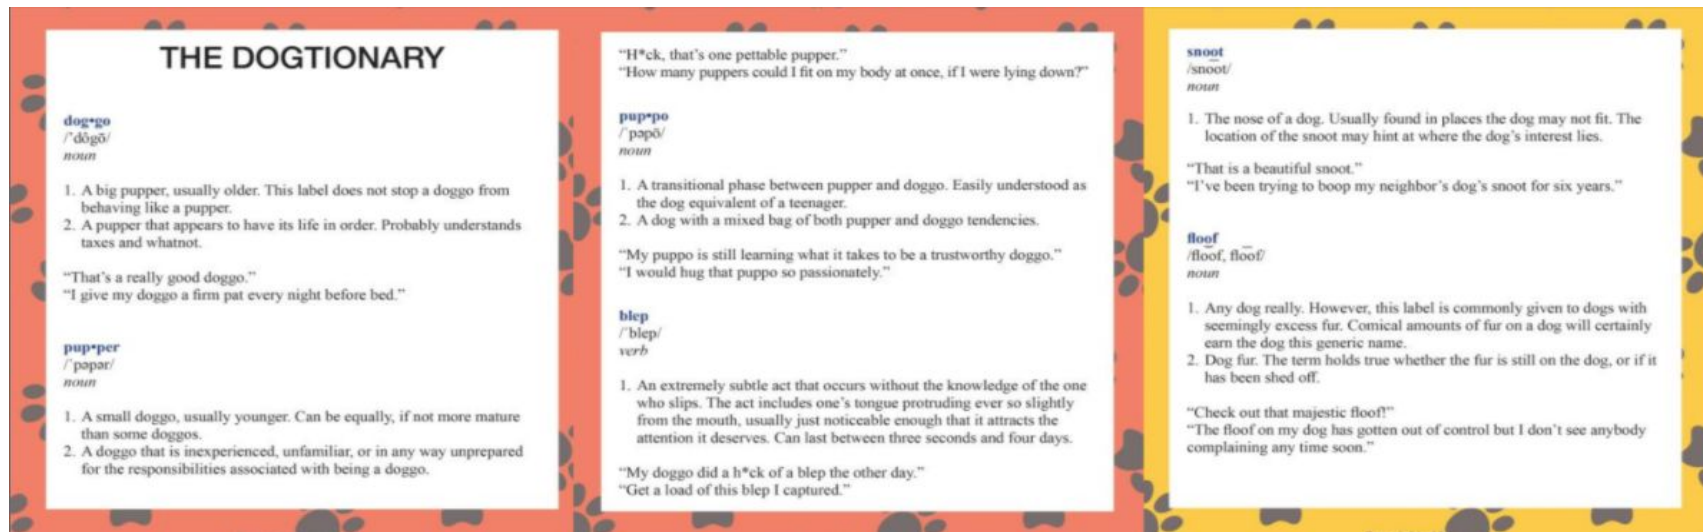 THE DOGTIONARY
dog•go
/ˈdôgō/
noun
1. A big pupper, usually older. This label does not stop a doggo from
behaving like a pupper.
2. A pupper that appears to have its life in order. Probably understands
taxes and whatnot.
“That’s a really good doggo.”
“I give my doggo a firm pat every night before bed.”
pup•per
/ˈpəpər/
noun
1. A small doggo, usually younger. Can be equally, if not more mature
than some doggos.
2. A doggo that is inexperienced, unfamiliar, or in any way unprepared
for the responsibilities associated with being a doggo.
“H*ck, that’s one pettable pupper.”
“How many puppers could I fit on my body at once, if I were lying down?”
pup•po
/ˈpəpō/
noun
1. A transitional phase between pupper and doggo. Easily understood as
the dog equivalent of a teenager.
2. A dog with a mixed bag of both pupper and doggo tendencies.
“My puppo is still learning what it takes to be a trustworthy doggo.”
“I would hug that puppo so passionately.”
blep
/ˈblep/
verb
1. An extremely subtle act that occurs without the knowledge of the one
who slips. The act includes one’s tongue protruding ever so slightly
from the mouth, usually just noticeable enough that it attracts the
attention it deserves. Can last between three seconds and four days.
“My doggo did a h*ck of a blep the other day.”
“Get a load of this blep I captured.”
snoot
/sno͞ot/
noun
1. The nose of a dog. Usually found in places the dog may not fit. The
location of the snoot may hint at where the dog’s interest lies.
“That is a beautiful snoot.”
“I’ve been trying to boop my neighbor’s dog’s snoot for six years.”
floof
/flo͞of, flo͞of/
noun
1. Any dog really. However, this label is commonly given to dogs with
seemingly excess fur. Comical amounts of fur on a dog will certainly
earn the dog this generic name.
2. Dog fur. The term holds true whether the fur is still on the dog, or if it
has been shed off.
“Check out that majestic floof!”
“The floof on my dog has gotten out of control but I don’t see anybody
complaining any time soon.”